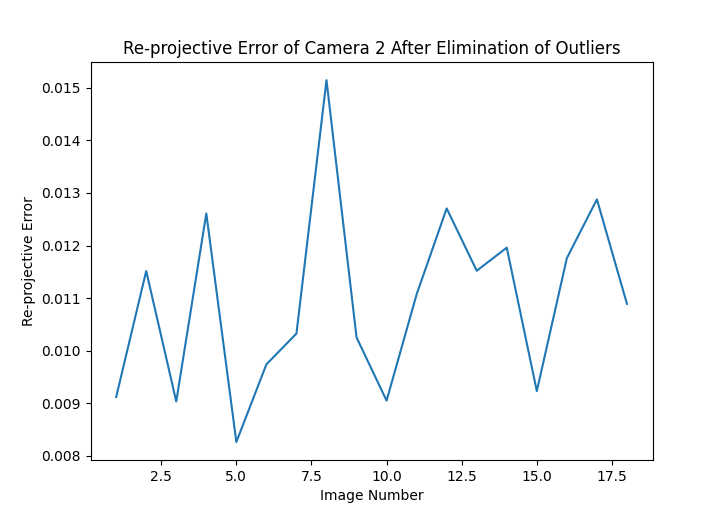 Re-projective Error of Camera 2 After Elimination of Outliers
0.015
0.014
0.013
0.012
0.011
0.010
0.009
0.008
Re-projective Error
2.5 5.0 7.5 10.0 12.5 15.0 17.5
Image Number